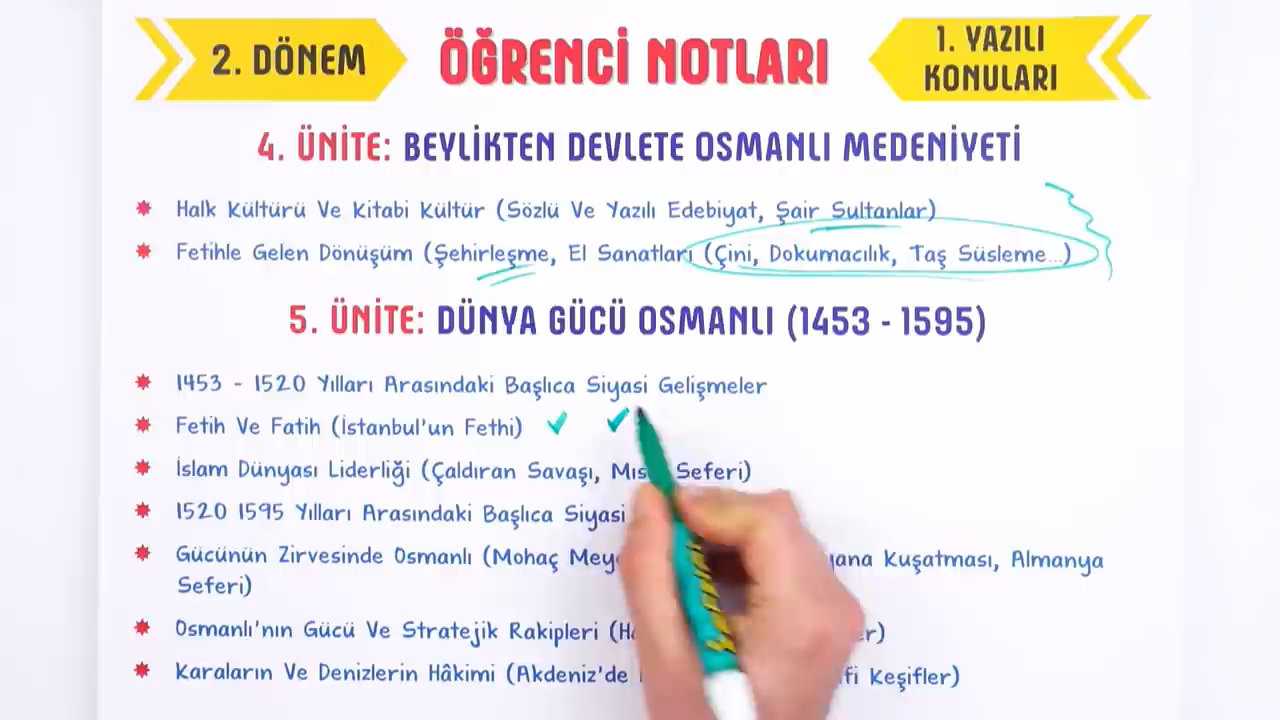 2. DÖNEM
ÖĞRENCİ NOTLARI
1. YAZILI
KONULARI
4. ÜNİTE: BEYLİKTEN DEVLETE OSMANLI MEDENİYETİ
Halk Kültürü Ve Kitabi Kültür (Sözlü Ve Yazılı Edebiyat, Şair Sultanlar)
Fetihle Gelen Dönüşüm (Şehirleşme, El Sanatları (Çini, Dokumacılık, Taş Süsleme...)
5. ÜNİTE: DÜNYA GÜCÜ OSMANLI (1453 - 1595)
1453 - 1520 Yılları Arasındaki Başlıca Siyasi Gelişmeler
Fetih Ve Fatih (İstanbul'un Fethi)
İslam Dünyası Liderliği (Çaldıran Savaşı, Seferi)
1520 1595 Yılları Arasındaki Başlıca Siyasi
Gücünün Zirvesinde Osmanlı (Mohaç Kuşatması, Almanya
Seferi)
Osmanlı'nın Gücü Ve Stratejik Rakipleri
Karaların Ve Denizlerin Hâkimi (Akdeniz'de Keşifler)